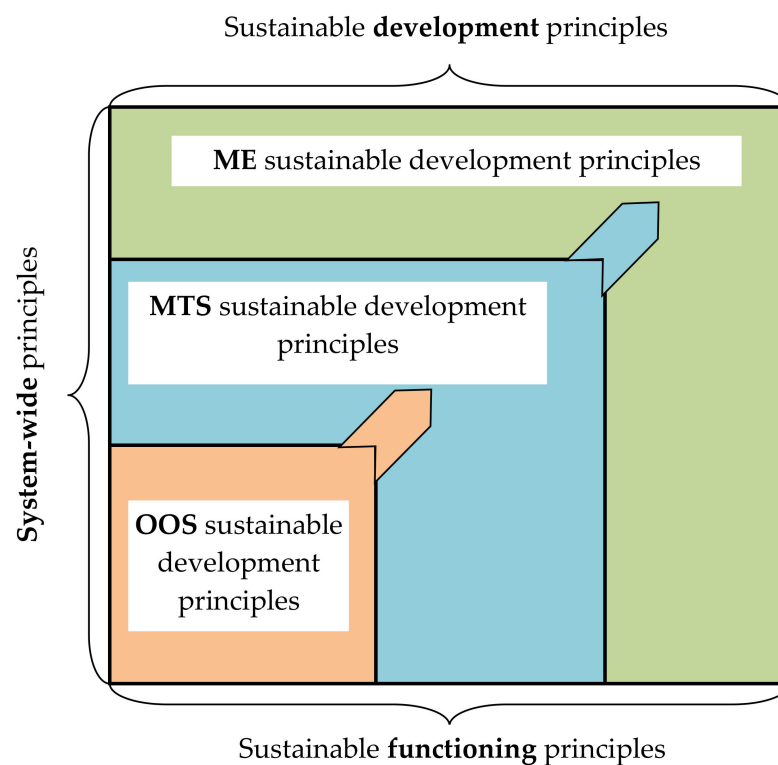 Sustainable development principles
ME sustainable development principles
System-wide principles
MTS sustainable development
principles
OOS sustainable
development
principles
Sustainable functioning principles